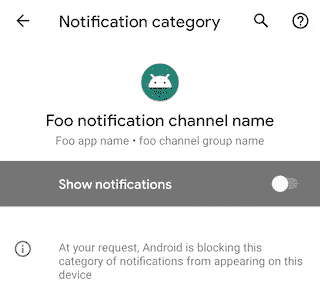 Notification category
Foo notification channel name
Foo app name • foo channel group name
Show notifications
At your request, Android is blocking this
category of notifications from appearing on this
device